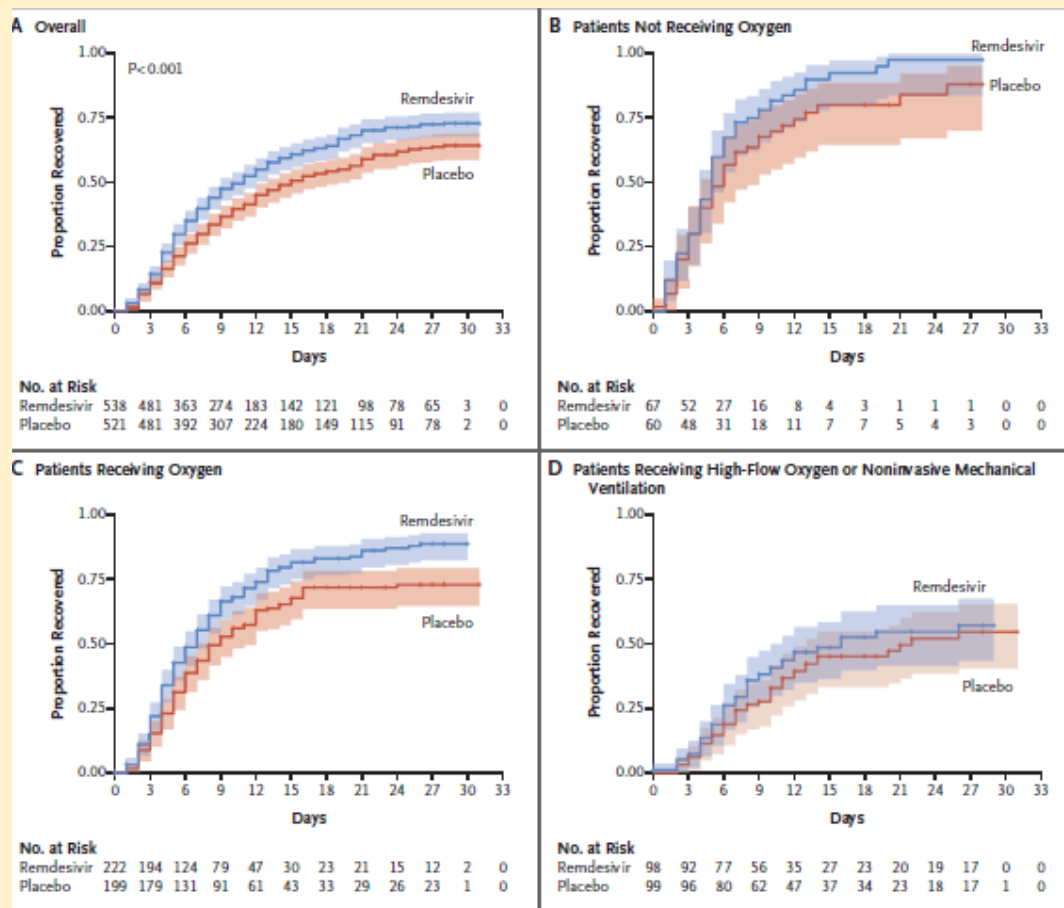 A Overall
1.00
P<0.001
Remdesivir
0.75
0.50
Placebo
0.25
0.00
Proportion Recovered
0 3 6 9 12 15 18 21 24 27 30 33
Days
No. at Risk
Remdesivir 538 481 363 274 183 142 121 98 78 65 3 0
Placebo 521 481 392 307 224 180 149 115 91 78 2 0
B Patients Not Receiving Oxygen
1.00
Remdesivir
Placebo
0.75
0.50
0.25
0.00
Proportion Recovered
0 3 6 9 12 15 18 21 24 27 30 33
Days
No. at Risk
Remdesivir 67 52 27 16 8 4 3 1 1 1 0 0
Placebo 60 48 31 18 11 7 7 5 4 3 0 0
C Patients Receiving Oxygen
1.00
Remdesivir
0.75
Placebo
0.50
0.25
0.00
Proportion Recovered
0 3 6 9 12 15 18 21 24 27 30 33
Days
No. at Risk
Remdesivir 222 194 124 79 47 30 23 21 15 12 2 0
Placebo 199 179 131 91 61 43 33 29 26 23 1 0
D Patients Receiving High-Flow Oxygen or Noninvasive Mechanical
Ventilation
1.00
0.75
Remdesivir
0.50
Placebo
0.25
0.00
Proportion Recovered
0 3 6 9 12 15 18 21 24 27 30 33
Days
No. at Risk
Remdesivir 98 92 77 56 35 27 23 20 19 17 0 0
Placebo 99 96 80 62 47 37 34 23 18 17 1 0